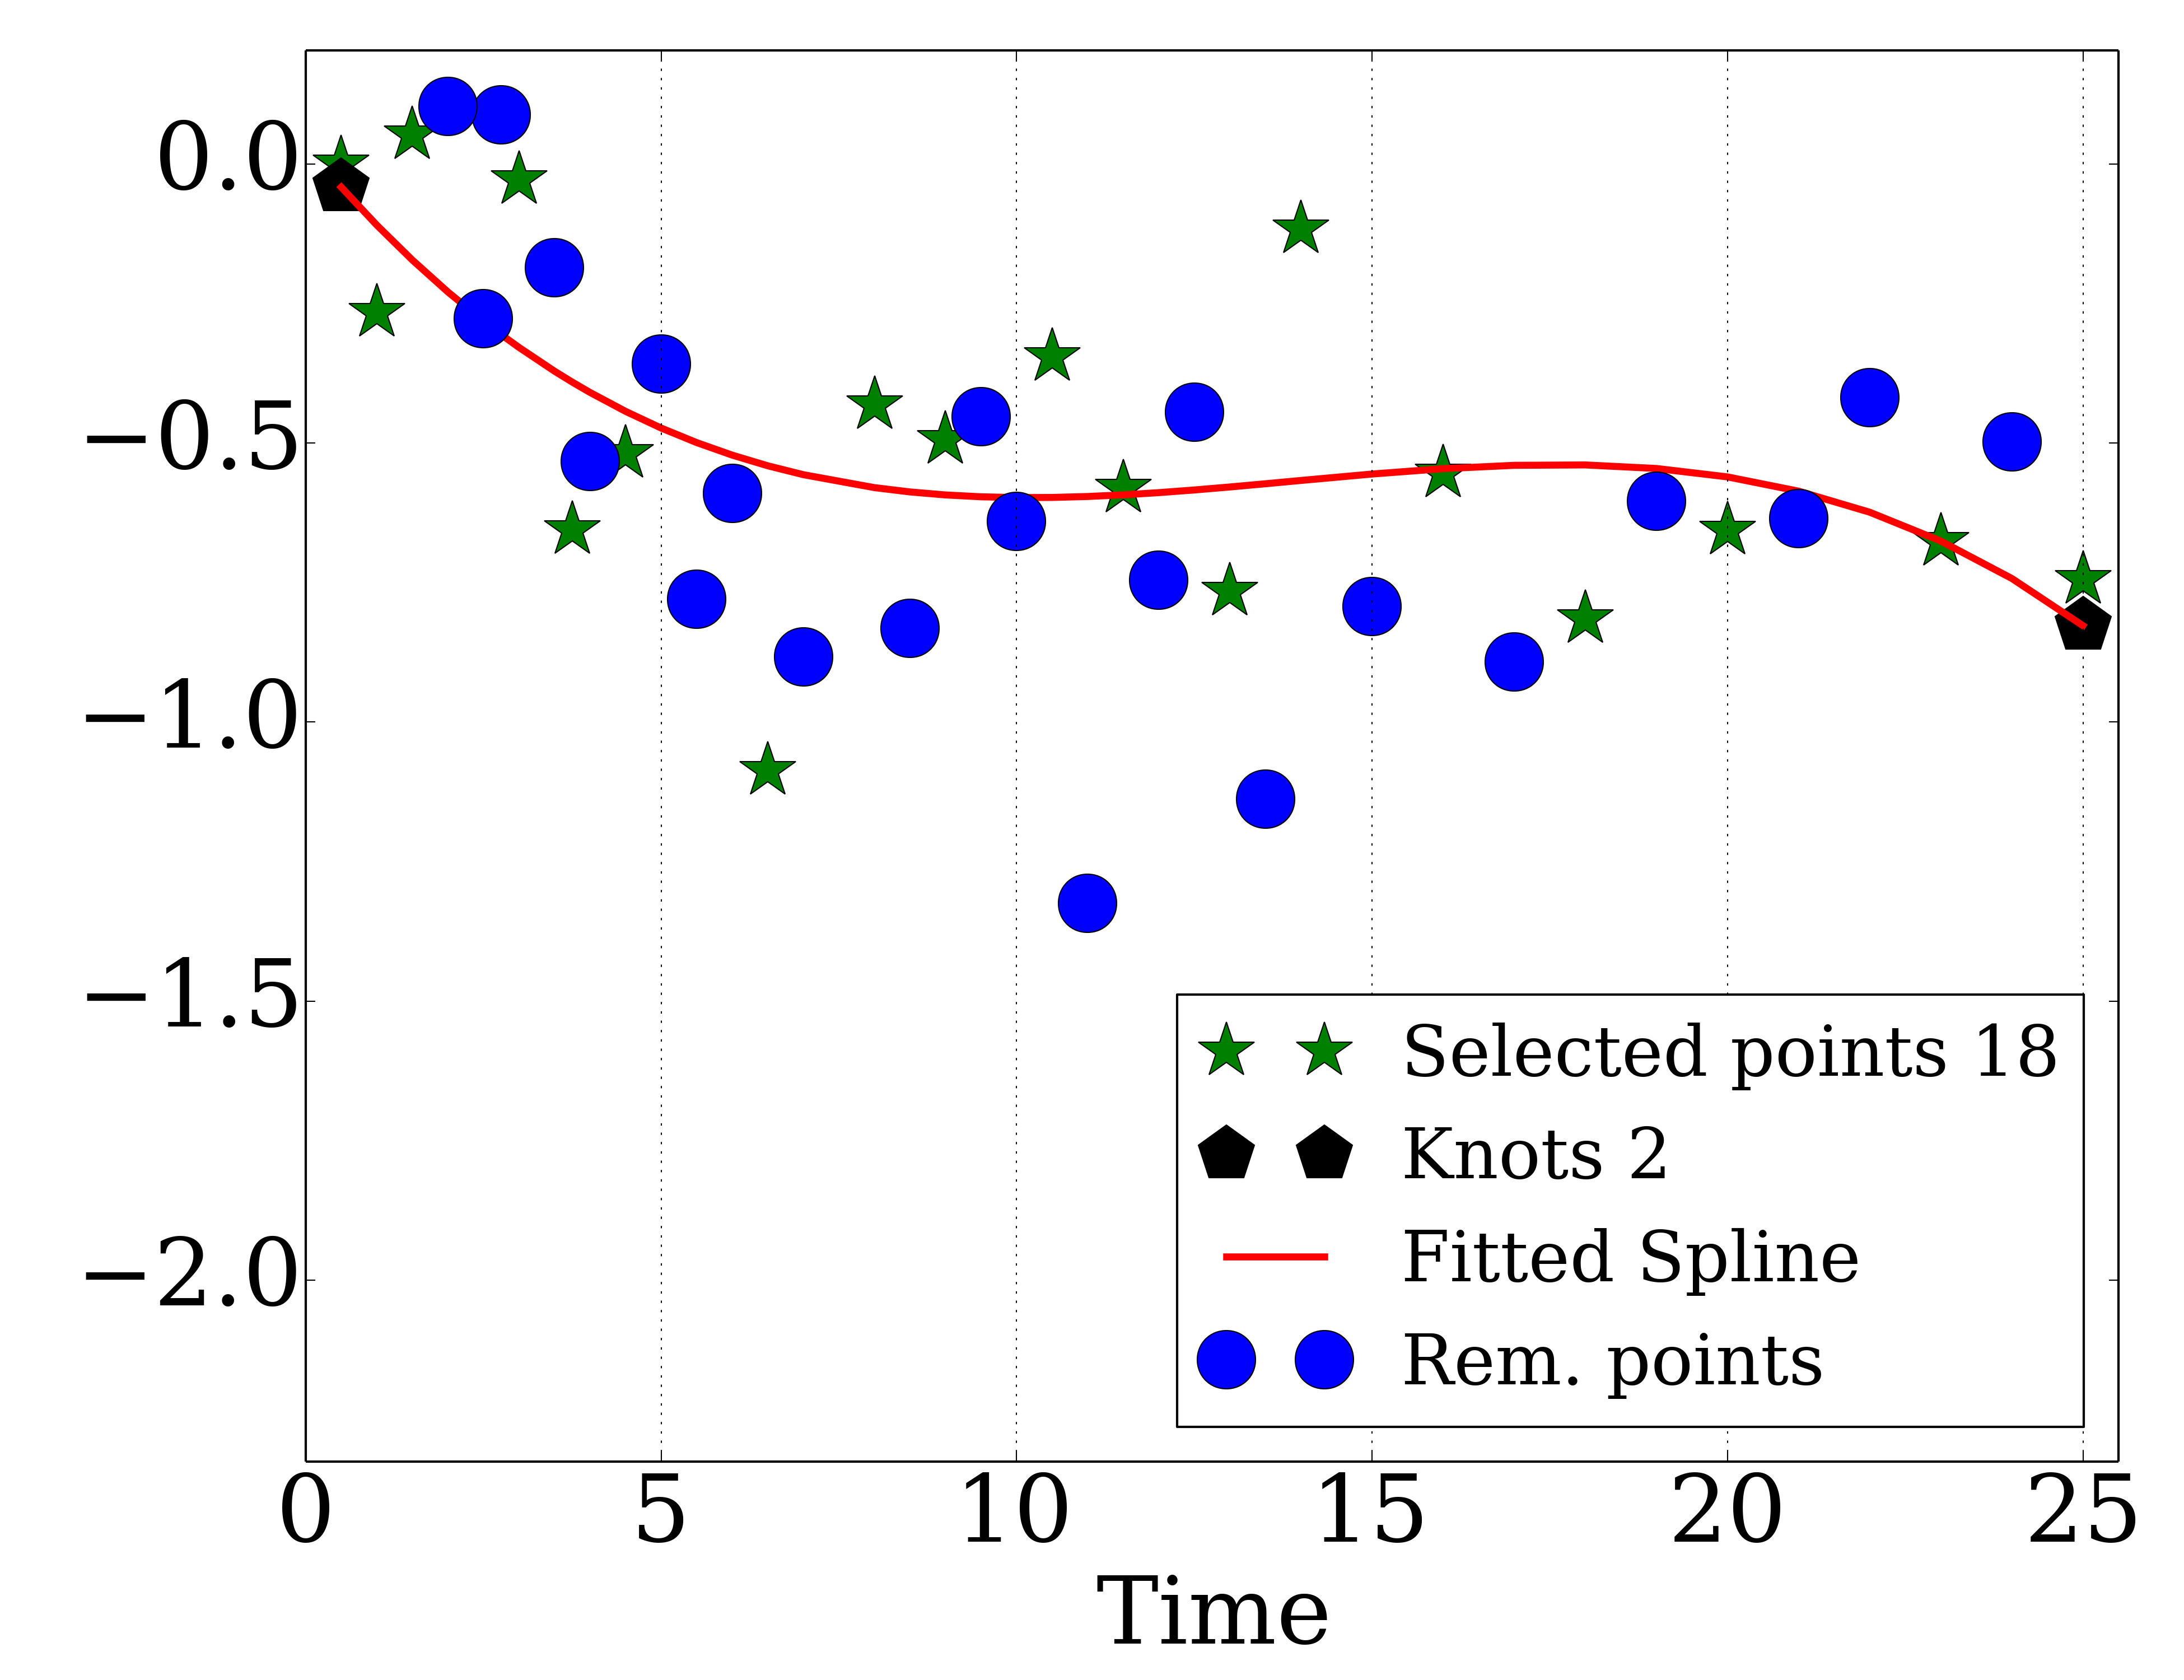 0.0
−0.5
−1.0
−1.5
−2.0
Selected points 18
Knots 2
Fitted Spline
Rem. points
0 5 10 15 20 25
Time